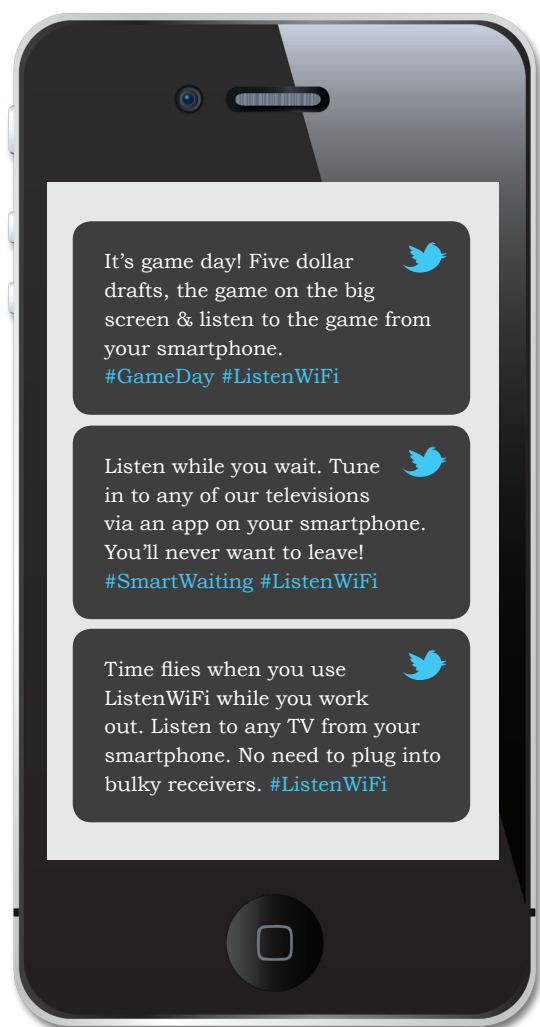 It's game day! Five dollar
drafts, the game on the big
screen & listen to the game from
your smartphone.
#GameDay #ListenWiFi
Listen while you wait. Tune
in to any of our televisions
via an app on your smartphone.
You'll never want to leave!
#SmartWaiting #ListenWiFi
Time flies when you use
ListenWiFi while you work
out. Listen to any TV from your
smartphone. No need to plug into
bulky receivers. #ListenWiFi